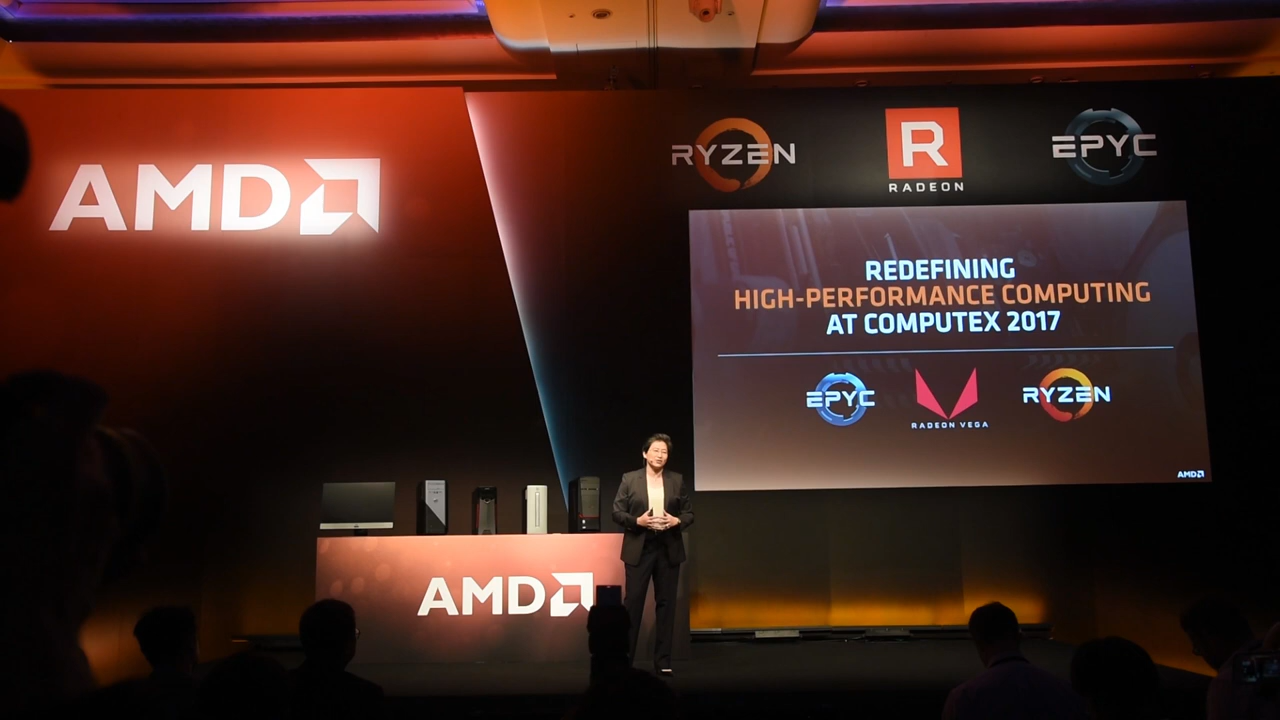 AMD
RYZEN
R
RADEON
EPYC
REDEFINING
HIGH-PERFORMANCE COMPUTING
AT COMPUTEX 2017
EPYC
RADEON VEGA
RYZEN
AMD
AMD